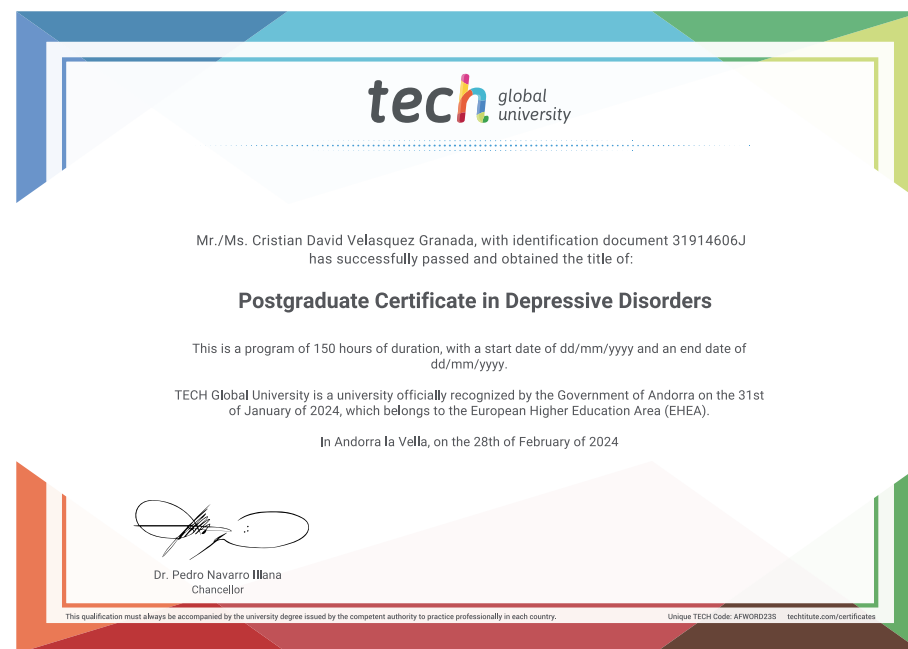 tech global university
Mr./Ms. Cristian David Velasquez Granada, with identification document 31914606J
has successfully passed and obtained the title of:
Postgraduate Certificate in Depressive Disorders
This is a program of 150 hours of duration, with a start date of dd/mm/yyyy and an end date of
dd/mm/yyyy.
TECH Global University is a university officially recognized by the Government of Andorra on the 31st
of January of 2024, which belongs to the European Higher Education Area (EHEA).
In Andorra la Vella, on the 28th of February of 2024
Dr. Pedro Navarro Illana
Chancellor
This qualification must always be accompanied by the university degree issued by the competent authority to practice professionally in each country.
Unique TECH Code: AFWORD23S techtitute.com/certificates